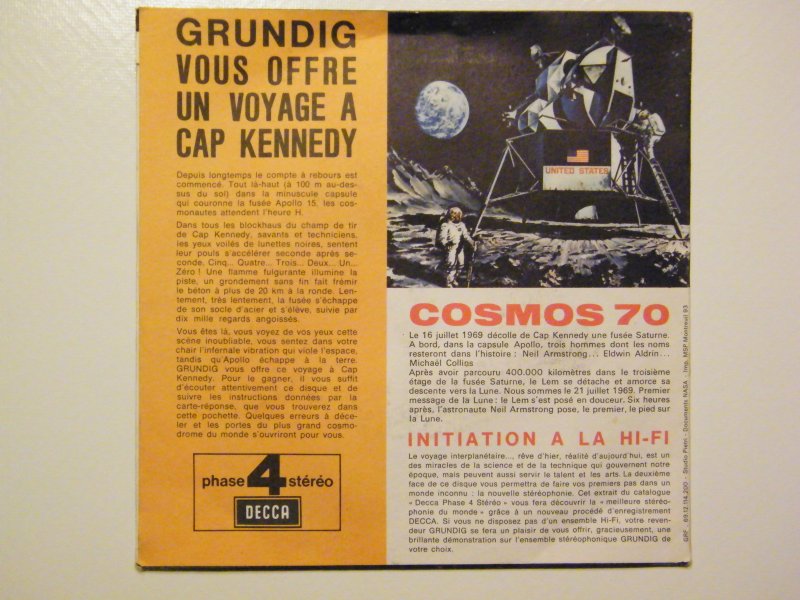 GRUNDIG
VOUS OFFRE
UN VOYAGE A
CAP KENNEDY
Depuis longtemps le compte à rebours est
commencé. Tout là-haut (à 100 m au-des-
sus du sol) dans la minuscule capsule
qui couronne la fusée Apollo 15, les cos-
monautes attendent l'heure H.
Dans tous les blockhaus du champ de tir
de Cap Kennedy, savants et techniciens,
les yeux voilés de lunettes noires, sentent
leur pouls s'accélérer seconde après se-
conde. Cinq... Quatre... Trois... Deux... Un...
Zéro ! Une flamme fulgurante illumine la
piste, un grondement sans fin fait frémir
le béton à plus de 20 km à la ronde. Len-
tement, très lentement, la fusée s'échappe
de son socle d'acier et s'élève, suivie par
dix mille regards angoissés.
Vous êtes là, vous voyez de vos yeux cette
scène inoubliable, vous sentez dans votre
chair l'infernale vibration qui viole l'espace,
tandis qu'Apollo échappe à la terre.
GRUNDIG vous offre ce voyage à Cap
Kennedy. Pour le gagner, il vous suffit
d'écouter attentivement ce disque et de
suivre les instructions données par la
carte-réponse, que vous trouverez dans
cette pochette. Quelques erreurs à déce-
ler et les portes du plus grand cosmo-
drome du monde s'ouvriront pour vous.
phase 4 stéréo
DECCA
UNITED STATES
COSMOS 70
Le 16 juillet 1969 décolle de Cap Kennedy une fusée Saturne.
A bord, dans la capsule Apollo, trois hommes dont les noms
resteront dans l'histoire : Neil Armstrong... Eldwin Aldrin...
Michaël Collins
Après avoir parcouru 400.000 kilomètres dans le troisième
étage de la fusée Saturne, le Lem se détache et amorce sa
descente vers la Lune. Nous sommes le 21 juillet 1969. Premier
message de la Lune : le Lem s'est posé en douceur. Six heures
après, l'astronaute Neil Armstrong pose, le premier, le pied sur
la Lune.
INITIATION A LA HI-FI
Le voyage interplanétaire..., rêve d'hier, réalité d'aujourd'hui, est un
des miracles de la science et de la technique qui gouvernent notre
époque, mais peuvent aussi servir le talent et les arts. La deuxième
face de ce disque vous permettra de faire vos premiers pas dans un
monde inconnu : la nouvelle stéréophonie. Cet extrait du catalogue
« Decca Phase 4 Stéréo » vous fera découvrir la « meilleure stéréo-
phonie du monde » grâce à un nouveau procédé d'enregistrement
DECCA. Si vous ne disposez pas d'un ensemble Hi-Fi, votre reven-
deur GRUNDIG se fera un plaisir de vous offrir, gracieusement, une
brillante démonstration sur l'ensemble stéréophonique GRUNDIG de
votre choix.
GRF - 69.12.114.200 - Studio Pierri - Documents NASA - Imp. MDP Montreuil 93